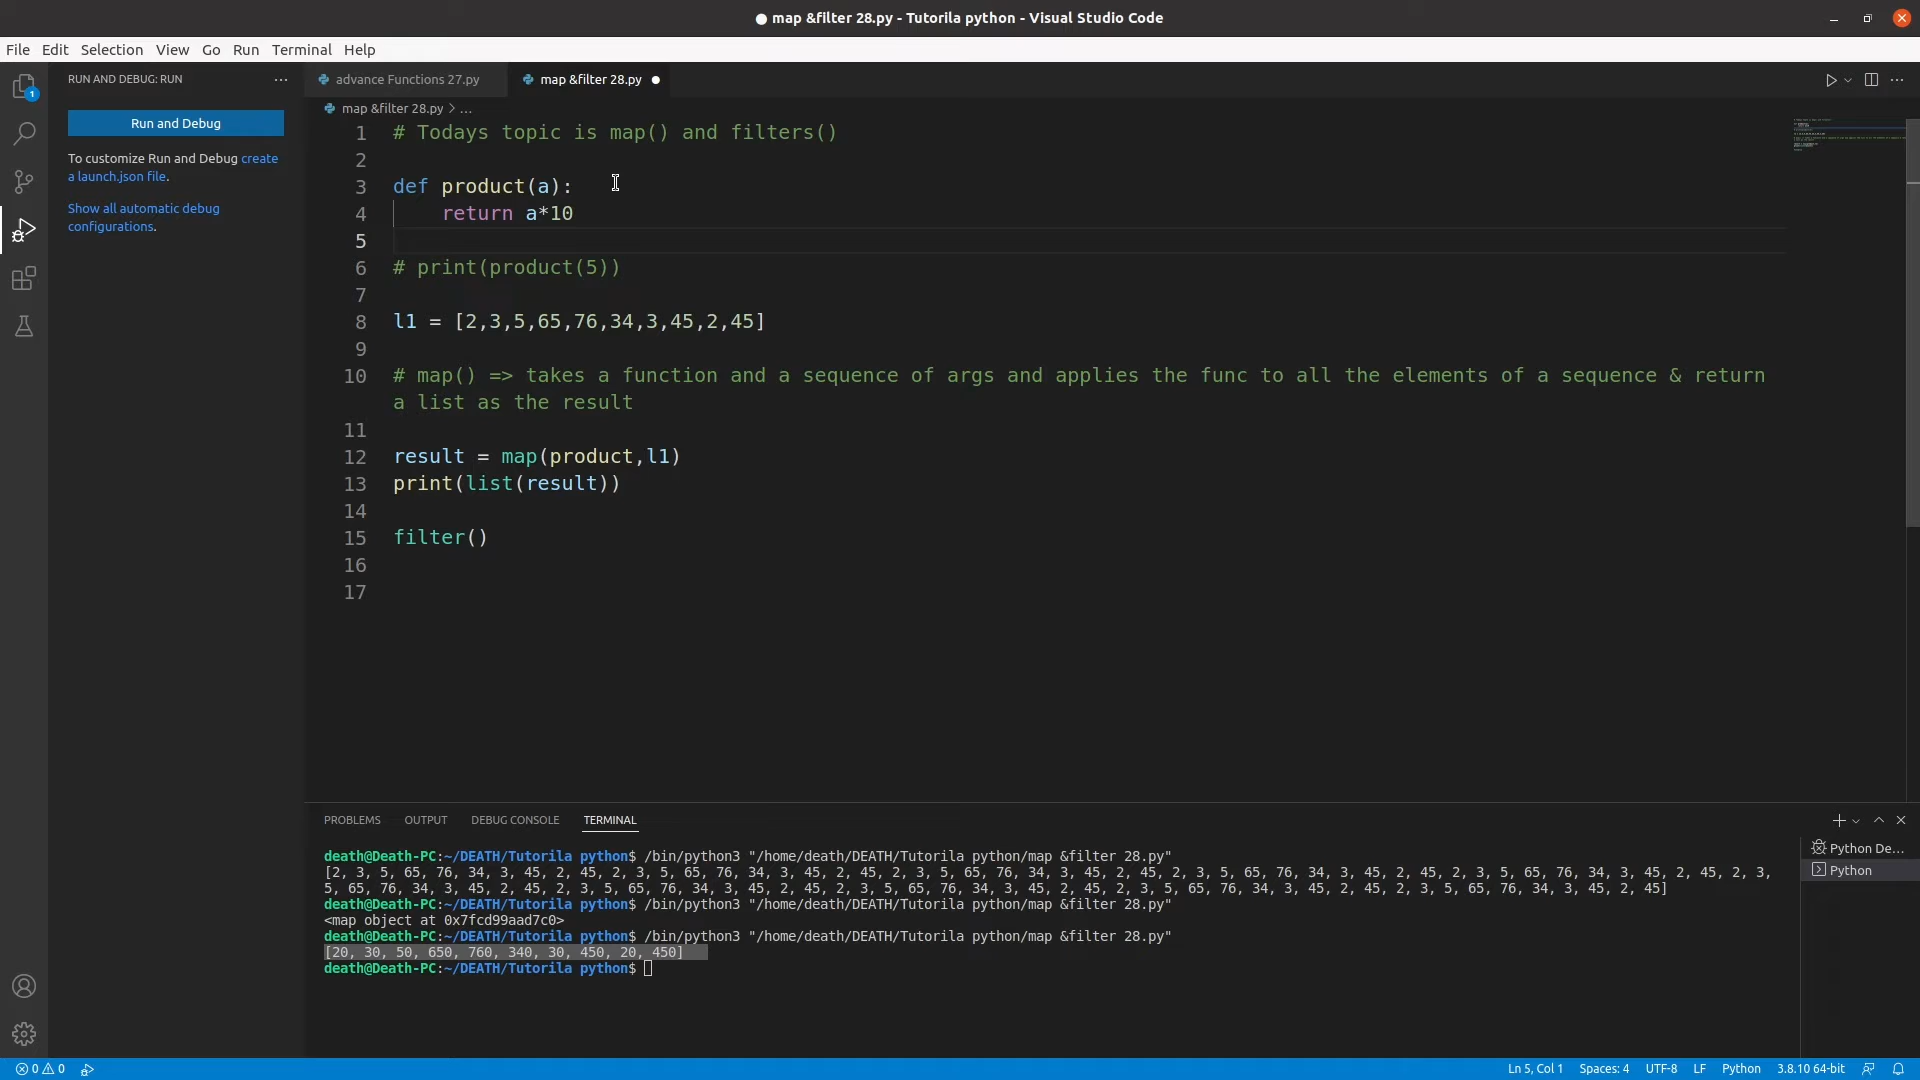 ● map &filter 28.py - Tutorila python - Visual Studio Code
File Edit Selection View Go Run Terminal Help
RUN AND DEBUG: RUN ...
Run and Debug
To customize Run and Debug create
a launch.json file.
Show all automatic debug
configurations.
1
advance Functions 27.py
map &filter 28.py ●
map &filter 28.py > ...
1 # Todays topic is map() and filters()
2
3 def product(a):
4     return a*10
5
6 # print(product(5))
7
8 l1 = [2,3,5,65,76,34,3,45,2,45]
9
10 # map() => takes a function and a sequence of args and applies the func to all the elements of a sequence & return
a list as the result
11
12 result = map(product,l1)
13 print(list(result))
14
15 filter()
16
17
PROBLEMS OUTPUT DEBUG CONSOLE TERMINAL
death@Death-PC:~/DEATH/Tutorila python$ /bin/python3 "/home/death/DEATH/Tutorila python/map &filter 28.py"
[2, 3, 5, 65, 76, 34, 3, 45, 2, 45, 2, 3, 5, 65, 76, 34, 3, 45, 2, 45, 2, 3, 5, 65, 76, 34, 3, 45, 2, 45, 2, 3, 5, 65, 76, 34, 3, 45, 2, 45, 2, 3, 5, 65, 76, 34, 3, 45, 2, 45, 2, 3,
5, 65, 76, 34, 3, 45, 2, 45, 2, 3, 5, 65, 76, 34, 3, 45, 2, 45, 2, 3, 5, 65, 76, 34, 3, 45, 2, 45, 2, 3, 5, 65, 76, 34, 3, 45, 2, 45, 2, 3, 5, 65, 76, 34, 3, 45, 2, 45]
death@Death-PC:~/DEATH/Tutorila python$ /bin/python3 "/home/death/DEATH/Tutorila python/map &filter 28.py"
<map object at 0x7fcd99aad7c0>
death@Death-PC:~/DEATH/Tutorila python$ /bin/python3 "/home/death/DEATH/Tutorila python/map &filter 28.py"
[20, 30, 50, 650, 760, 340, 30, 450, 20, 450]
death@Death-PC:~/DEATH/Tutorila python$
Python De...
Python
0 0
Ln 5, Col 1 Spaces: 4 UTF-8 LF Python 3.8.10 64-bit